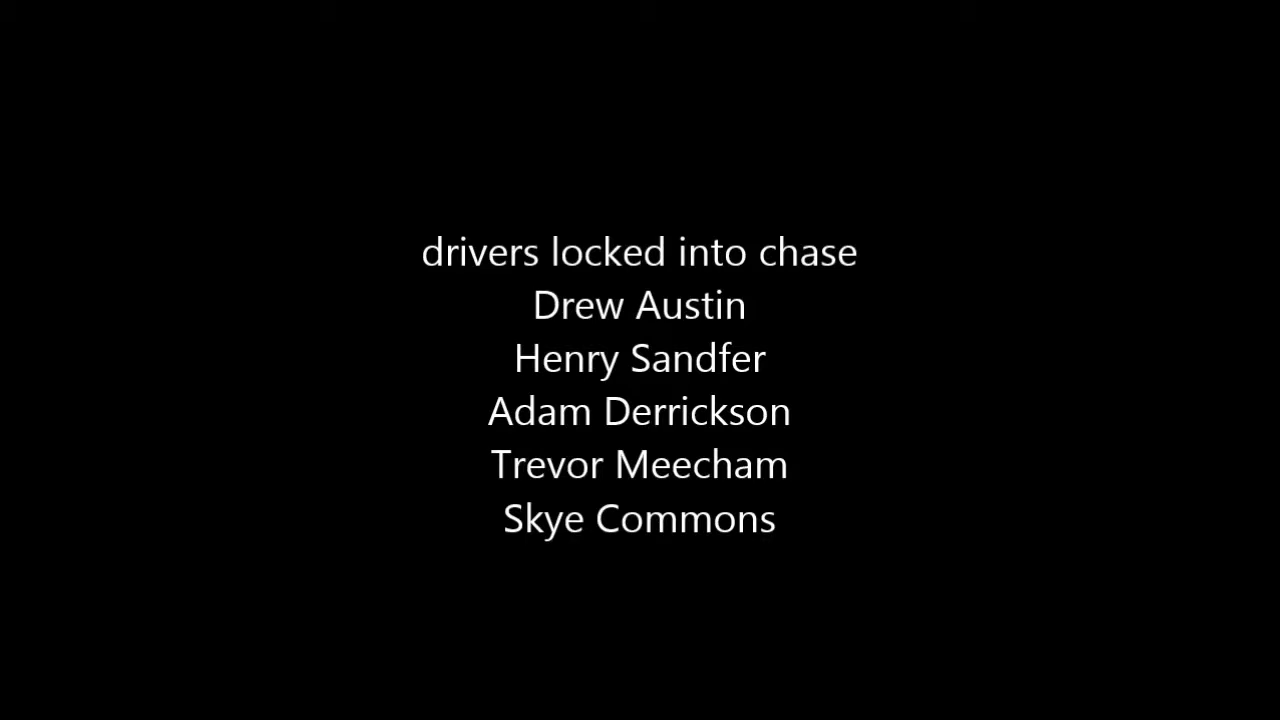 drivers locked into chase
Drew Austin
Henry Sandfer
Adam Derrickson
Trevor Meecham
Skye Commons